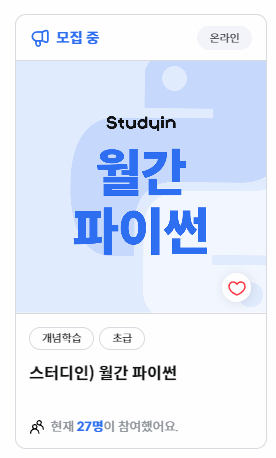 모집 중
온라인
Studyin
월간
파이썬
개념학습
초급
스터디인) 월간 파이썬
현재 27명이 참여했어요.